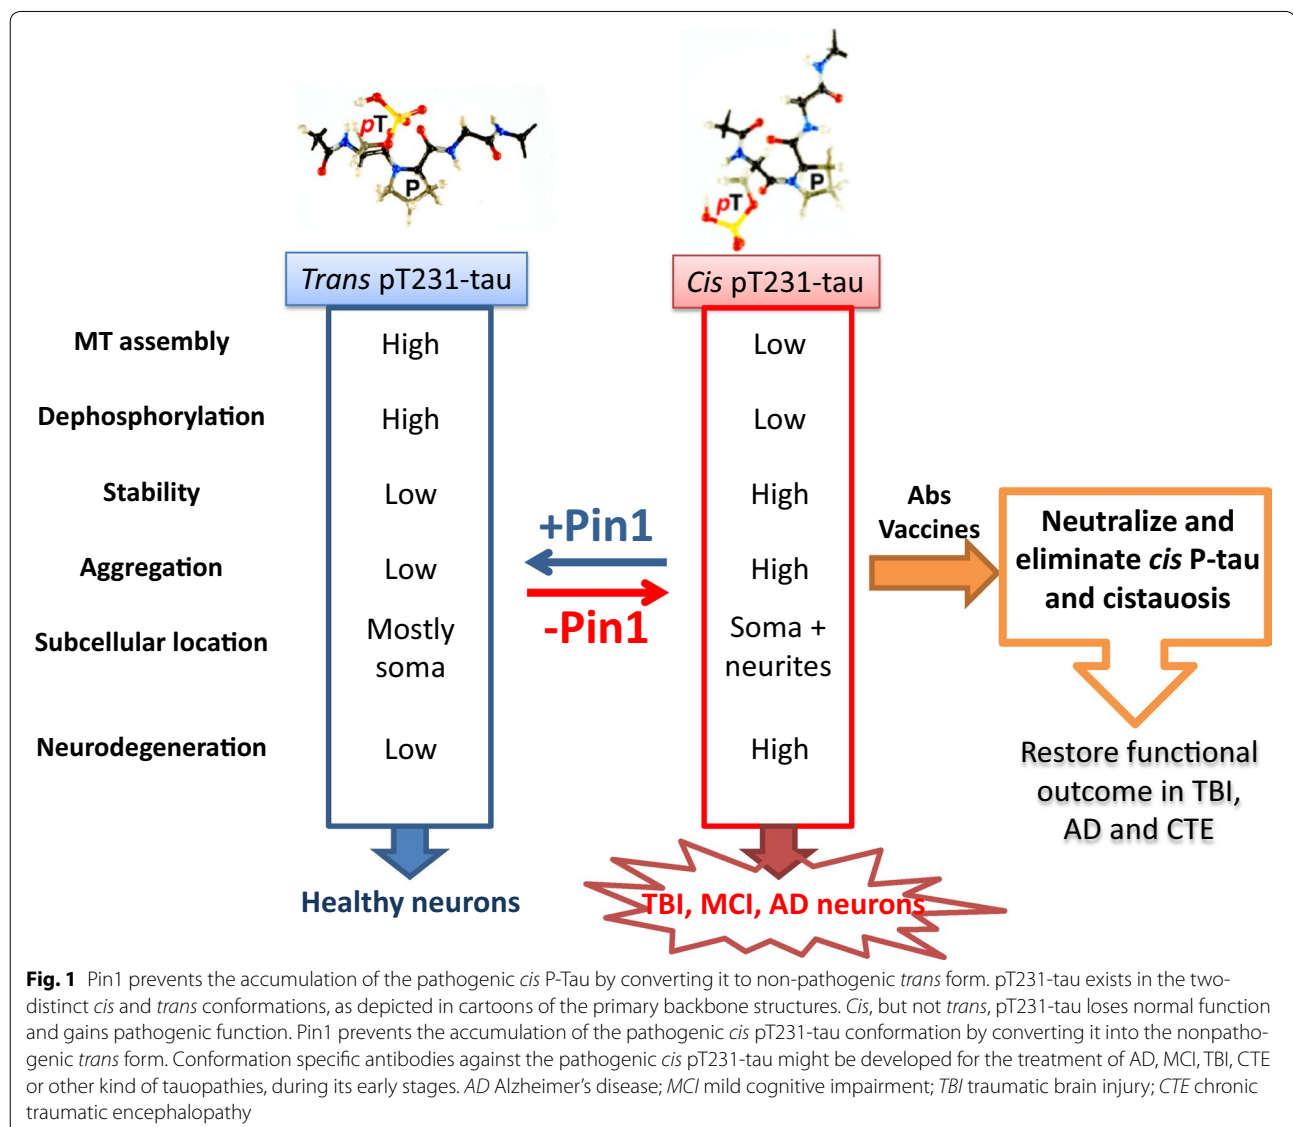 pT
P
pT
P
Trans pT231-tau
Cis pT231-tau
MT assembly
High
Low
Dephosphorylation
High
Low
Stability
Low
High
Abs
Vaccines
Neutralize and
eliminate cis P-tau
and cistauosis
+Pin1
-Pin1
Aggregation
Low
High
Subcellular location
Mostly
soma
Soma +
neurites
Neurodegeneration
Low
High
Restore functional
outcome in TBI,
AD and CTE
Healthy neurons
TBI, MCI, AD neurons
Fig. 1 Pin1 prevents the accumulation of the pathogenic cis P-Tau by converting it to non-pathogenic trans form. pT231-tau exists in the two-
distinct cis and trans conformations, as depicted in cartoons of the primary backbone structures. Cis, but not trans, pT231-tau loses normal function
and gains pathogenic function. Pin1 prevents the accumulation of the pathogenic cis pT231-tau conformation by converting it into the nonpatho-
genic trans form. Conformation specific antibodies against the pathogenic cis pT231-tau might be developed for the treatment of AD, MCI, TBI, CTE
or other kind of tauopathies, during its early stages. AD Alzheimer's disease; MCI mild cognitive impairment; TBI traumatic brain injury; CTE chronic
traumatic encephalopathy